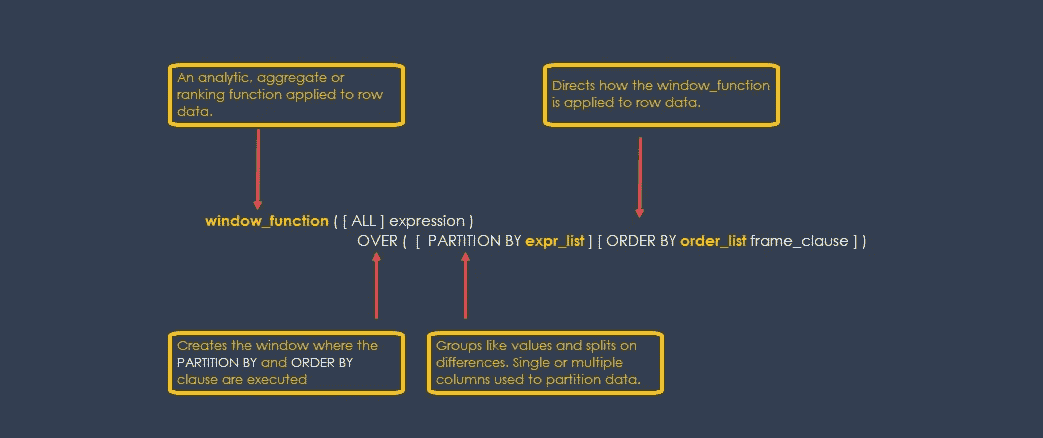 An analytic, aggregate or
ranking function applied to row
data.
Directs how the window_function
is applied to row data.
window_function ( [ ALL ] expression )
OVER ( [ PARTITION BY expr_list ] [ ORDER BY order_list frame_clause ] )
Creates the window where the
PARTITION BY and ORDER BY
clause are executed
Groups like values and splits on
differences. Single or multiple
columns used to partition data.